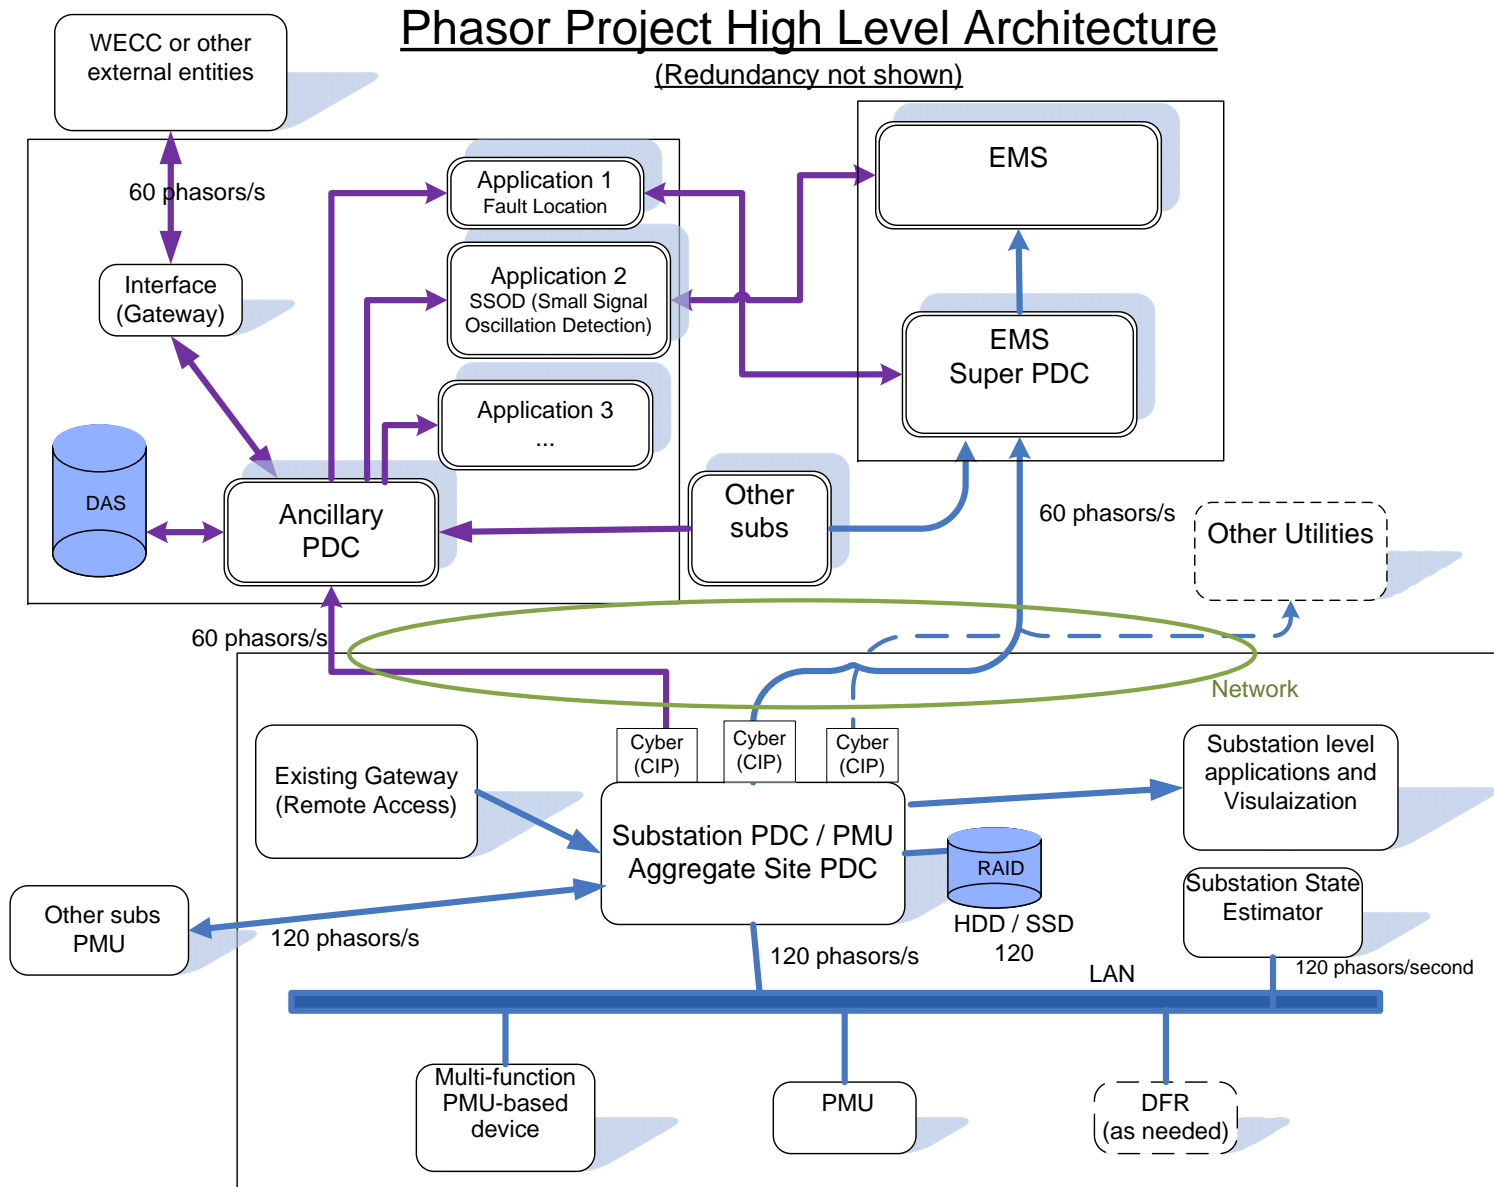 Phasor Project High Level Architecture
(Redundancy not shown)
WECC or other
external entities
60 phasors/s
Interface
(Gateway)
Application 1
Fault Location
Application 2
SSOD (Small Signal
Oscillation Detection)
Application 3
...
EMS
EMS
Super PDC
DAS
Ancillary
PDC
Other
subs
60 phasors/s
Other Utilities
60 phasors/s
Network
Cyber
(CIP)
Cyber
(CIP)
Cyber
(CIP)
Existing Gateway
(Remote Access)
Substation PDC / PMU
Aggregate Site PDC
Substation level
applications and
Visulaization
RAID
HDD / SSD
120
Substation State
Estimator
Other subs
PMU
120 phasors/s
120 phasors/s
LAN
120 phasors/second
Multi-function
PMU-based
device
PMU
DFR
(as needed)